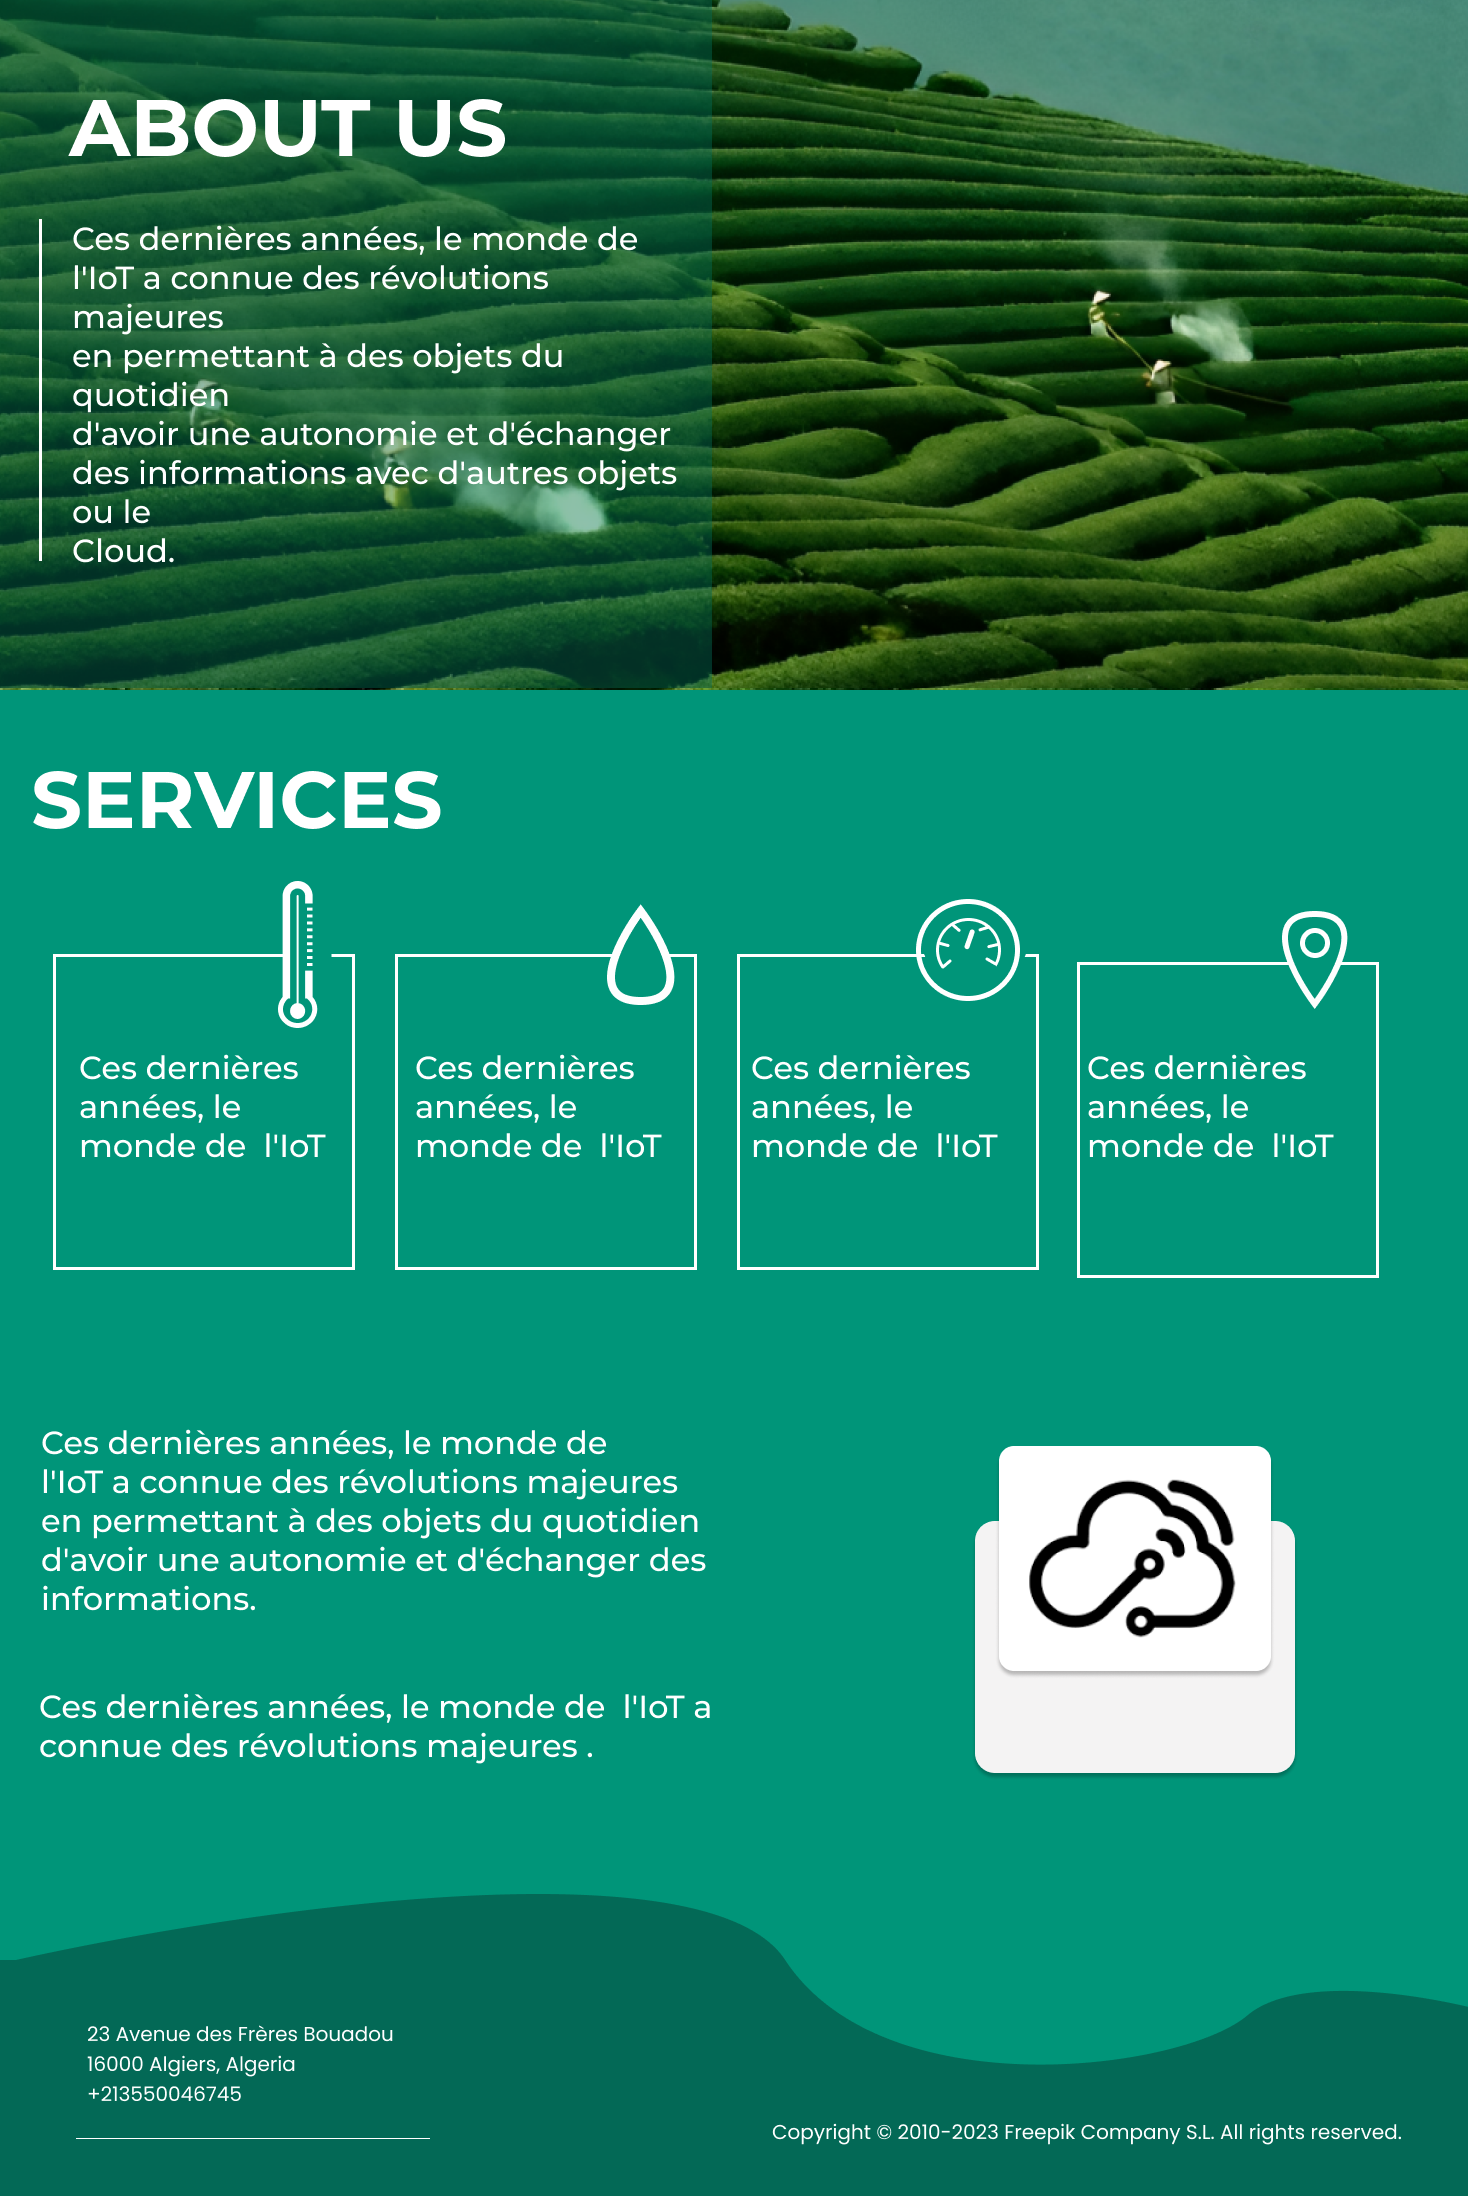 ABOUT US
Ces dernières années, le monde de
l'IoT a connue des révolutions
majeures
en permettant à des objets du
quotidien
d'avoir une autonomie et d'échanger
des informations avec d'autres objets
ou le
Cloud.
SERVICES
Ces dernières
années, le
monde de  l'IoT
Ces dernières
années, le
monde de  l'IoT
Ces dernières
années, le
monde de  l'IoT
Ces dernières
années, le
monde de  l'IoT
Ces dernières années, le monde de
l'IoT a connue des révolutions majeures
en permettant à des objets du quotidien
d'avoir une autonomie et d'échanger des
informations.
Ces dernières années, le monde de  l'IoT a
connue des révolutions majeures .
23 Avenue des Frères Bouadou
16000 Algiers, Algeria
+213550046745
Copyright © 2010-2023 Freepik Company S.L. All rights reserved.